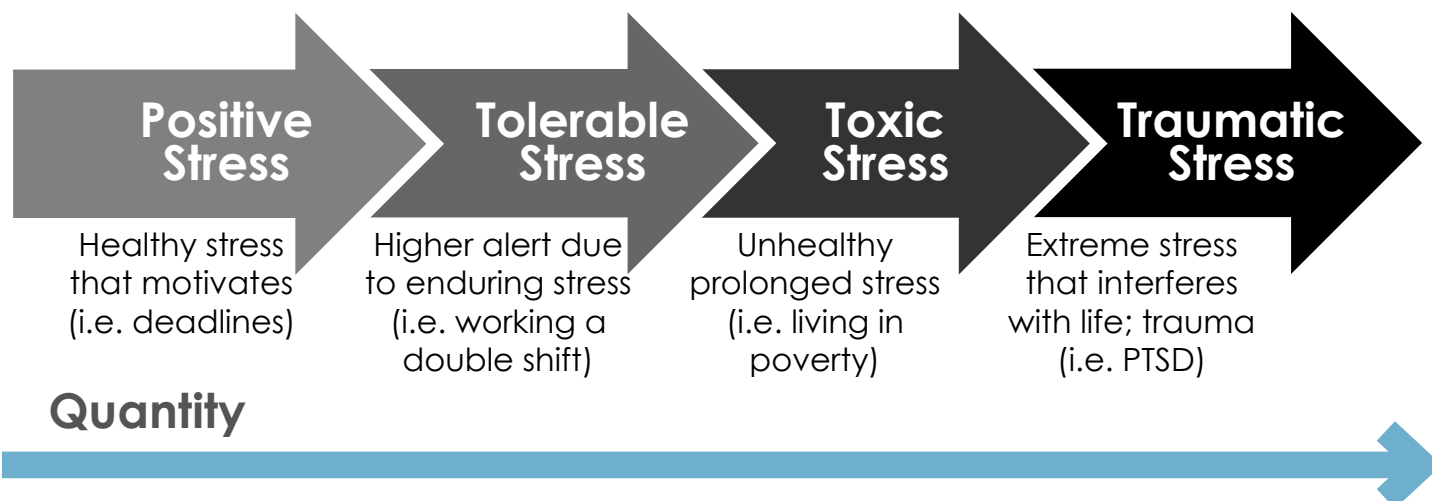 Positive
Stress
Healthy stress
that motivates
(i.e. deadlines)
Tolerable
Stress
Higher alert due
to enduring stress
(i.e. working a
double shift)
Toxic
Stress
Unhealthy
prolonged stress
(i.e. living in
poverty)
Traumatic
Stress
Extreme stress
that interferes
with life; trauma
(i.e. PTSD)
Quantity